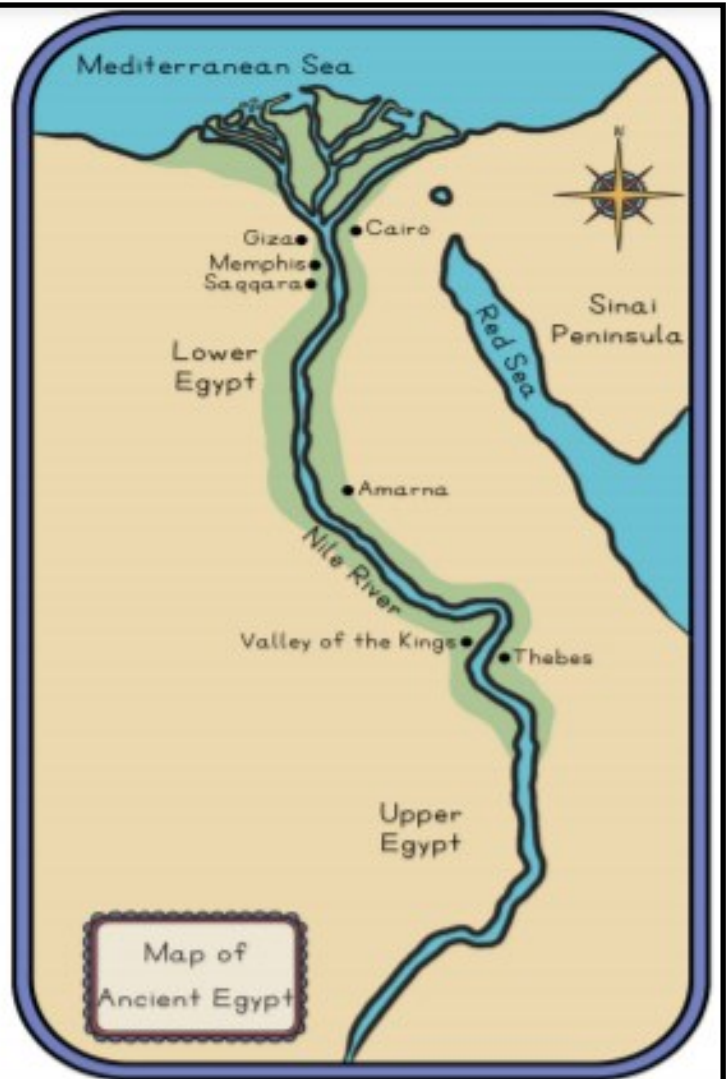 Mediterranean Sea
N
Giza
Cairo
Memphis
Saqqara
Sinai
Peninsula
Red Sea
Lower
Egypt
Amarna
Nile River
Valley of the Kings
Thebes
Upper
Egypt
Map of
Ancient Egypt